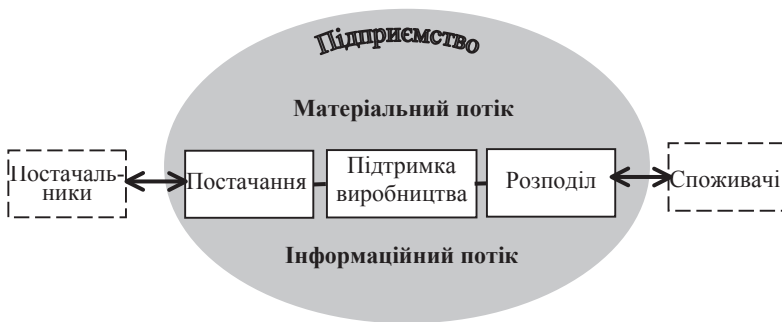 Підприємство
Матеріальний потік
Постачаль-
ники
Постачання
Підтримка
виробництва
Розподіл
Споживачі
Інформаційний потік